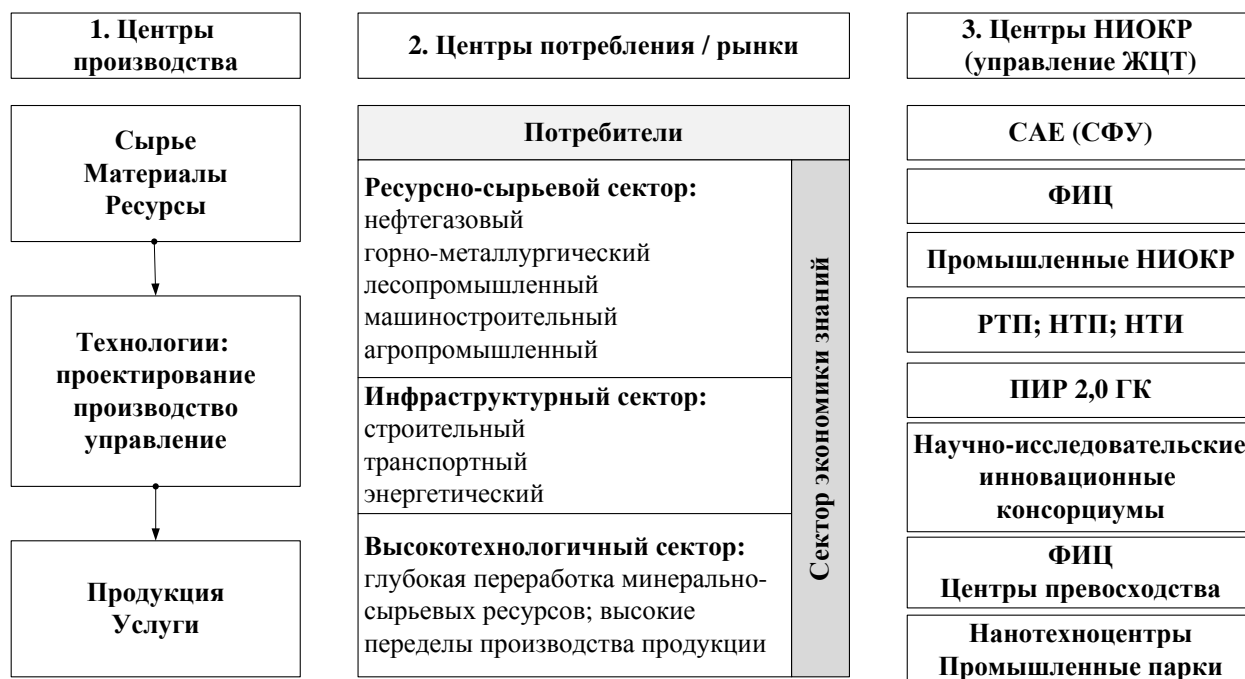 1. Центры
производства
2. Центры потребления / рынки
3. Центры НИОКР
(управление ЖЦТ)
Сырье
Материалы
Ресурсы
Технологии:
проектирование
производство
управление
Продукция
Услуги
Потребители
Ресурсно-сырьевой сектор:
нефтегазовый
горно-металлургический
лесопромышленный
машиностроительный
агропромышленный
Инфраструктурный сектор:
строительный
транспортный
энергетический
Высокотехнологичный сектор:
глубокая переработка минерально-
сырьевых ресурсов; высокие
переделы производства продукции
Сектор экономики знаний
САЕ (СФУ)
ФИЦ
Промышленные НИОКР
РТП; НТП; НТИ
ПИР 2,0 ГК
Научно-исследовательские
инновационные
консорциумы
ФИЦ
Центры превосходства
Нанотехноцентры
Промышленные парки